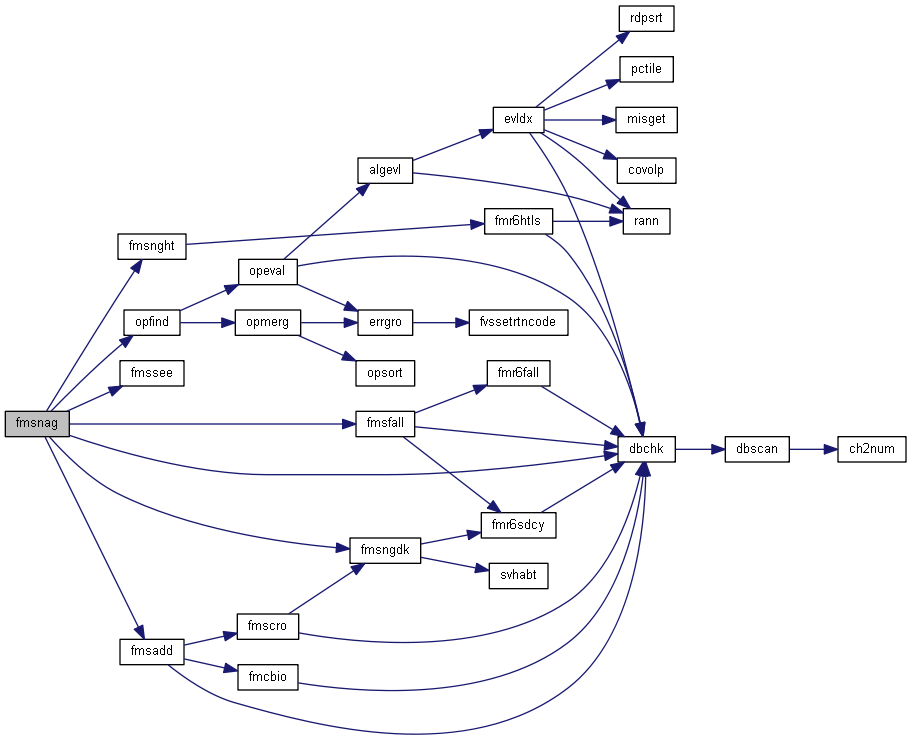 rdpsrt
pctile
evldx
misget
algevl
covolp
fmr6htls
rann
fmsnght
opeval
opfind
opmerg
errgro
fvssetrtncode
fmssee
opsort
fmr6fall
fmsnag
fmsfall
dbchk
dbscan
ch2num
fmr6sdcy
fmsngdk
svhabt
fmscro
fmsadd
fmcbio